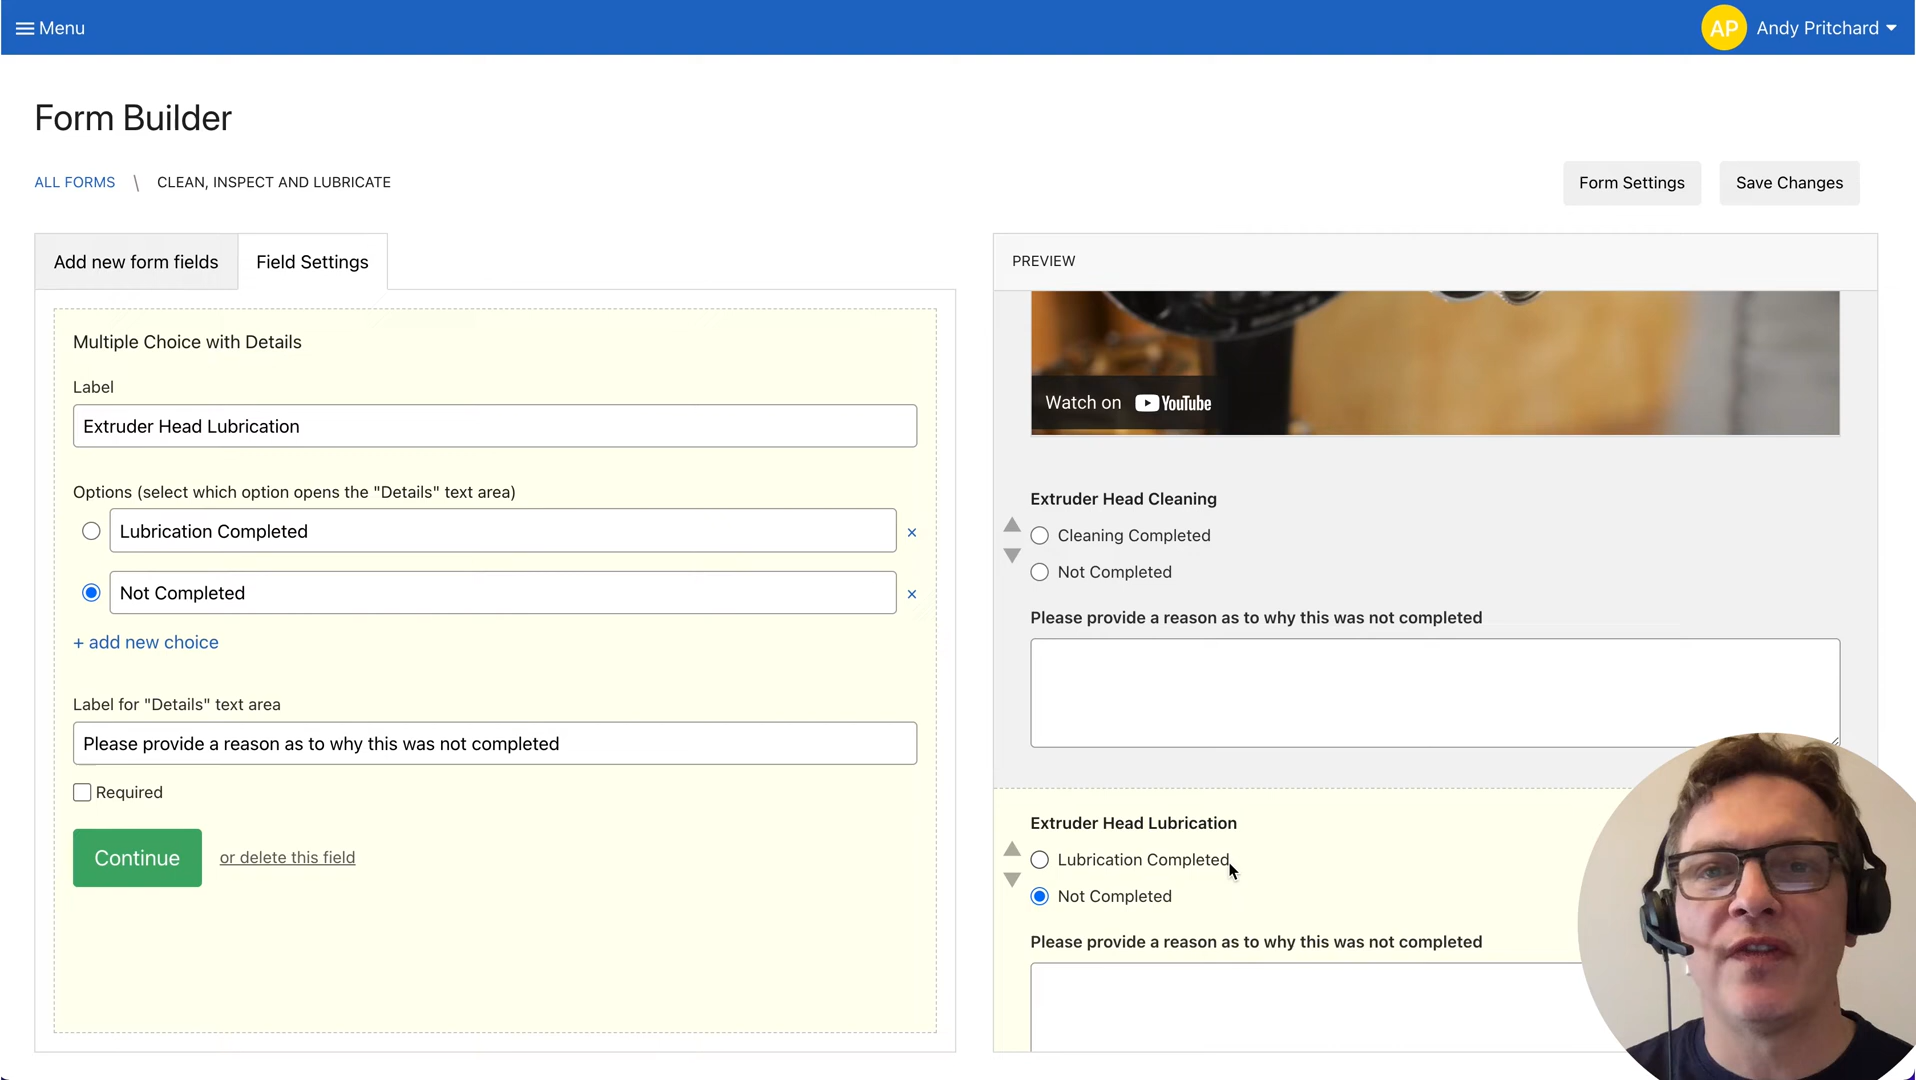 Menu
AP
Andy Pritchard
Form Builder
ALL FORMS \ CLEAN, INSPECT AND LUBRICATE
Form Settings
Save Changes
Add new form fields
Field Settings
Multiple Choice with Details
Label
Extruder Head Lubrication
Options (select which option opens the "Details" text area)
Lubrication Completed
×
Not Completed
×
+ add new choice
Label for "Details" text area
Please provide a reason as to why this was not completed
Required
Continue
or delete this field
PREVIEW
Watch on YouTube
Extruder Head Cleaning
Cleaning Completed
Not Completed
Please provide a reason as to why this was not completed
Extruder Head Lubrication
Lubrication Completed
Not Completed
Please provide a reason as to why this was not completed